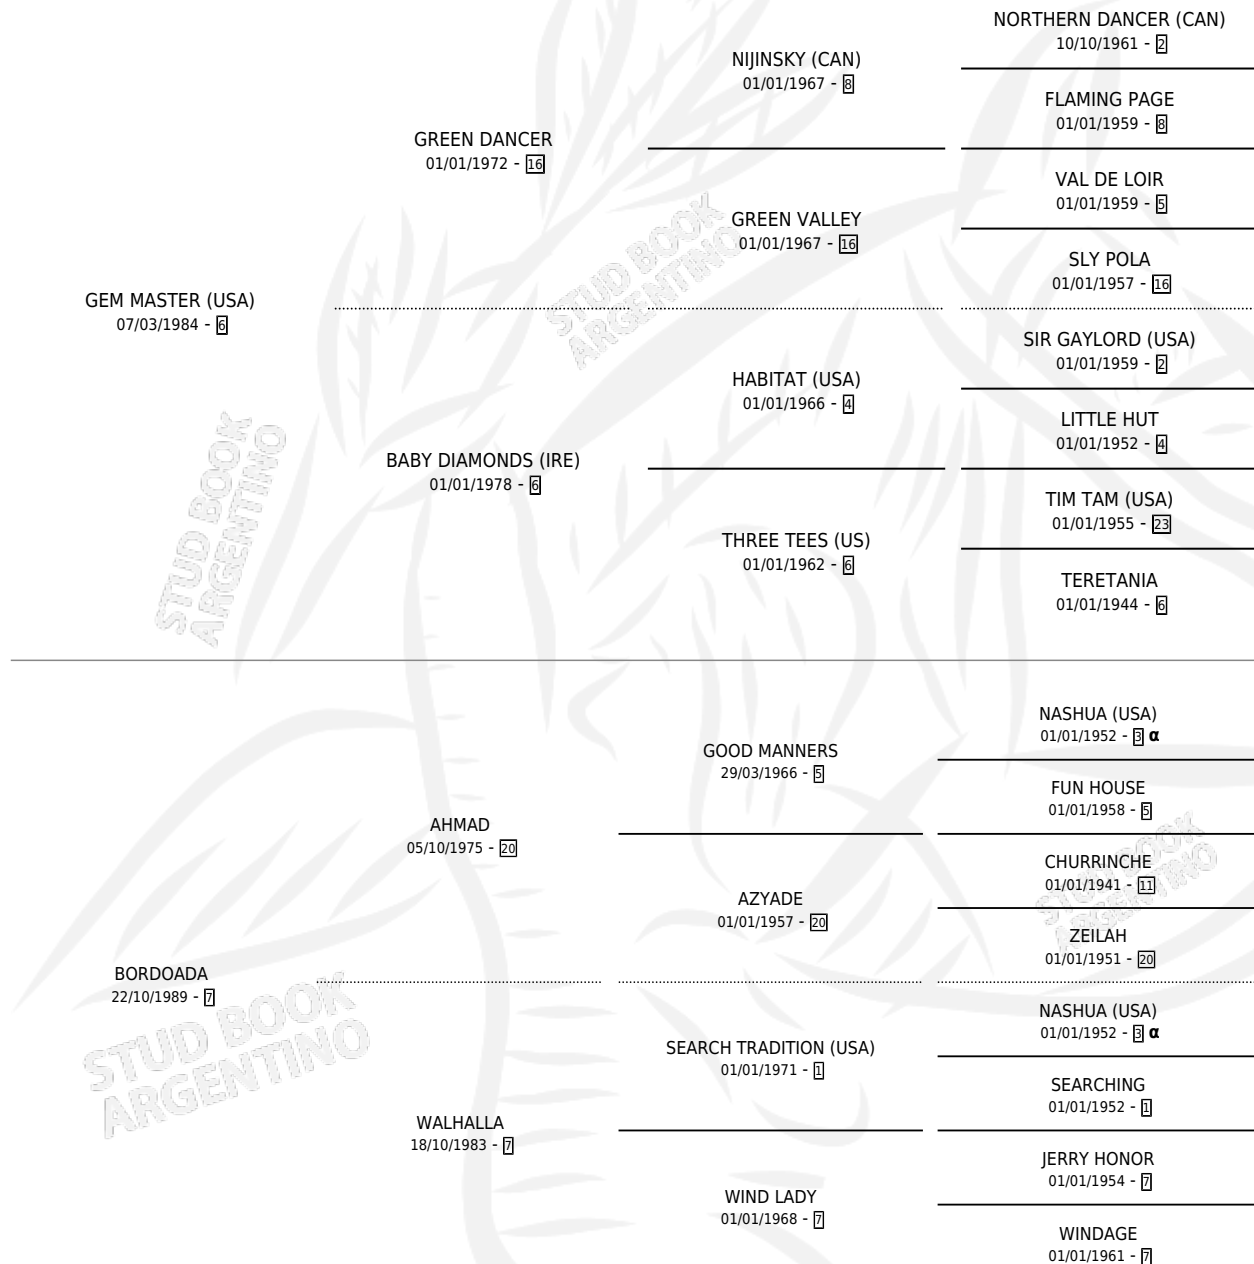 NORTHERN DANCER (CAN)
10/10/1961 - 2
NIJINSKY (CAN)
01/01/1967 - 8
FLAMING PAGE
01/01/1959 - 8
GREEN DANCER
01/01/1972 - 16
VAL DE LOIR
01/01/1959 - 5
GREEN VALLEY
01/01/1967 - 16
SLY POLA
01/01/1957 - 16
GEM MASTER (USA)
07/03/1984 - 6
STUD BOOK
ARGENTINO
SIR GAYLORD (USA)
01/01/1959 - 2
HABITAT (USA)
01/01/1966 - 4
LITTLE HUT
01/01/1952 - 4
BABY DIAMONDS (IRE)
01/01/1978 - 6
TIM TAM (USA)
01/01/1955 - 23
THREE TEES (US)
01/01/1962 - 6
TERETANIA
01/01/1944 - 6
STUD BOOK
ARGENTINO
NASHUA (USA)
01/01/1952 - 3 α
GOOD MANNERS
29/03/1966 - 5
FUN HOUSE
01/01/1958 - 5
AHMAD
05/10/1975 - 20
CHURRINCHE
01/01/1941 - 11
AZYADE
01/01/1957 - 20
ZEILAH
01/01/1951 - 20
STUD BOOK
ARGENTINO
BORDOADA
22/10/1989 - 7
STUD BOOK
ARGENTINO
NASHUA (USA)
01/01/1952 - 3 α
SEARCH TRADITION (USA)
01/01/1971 - 1
SEARCHING
01/01/1952 - 1
WALHALLA
18/10/1983 - 7
JERRY HONOR
01/01/1954 - 7
WIND LADY
01/01/1968 - 7
WINDAGE
01/01/1961 - 7